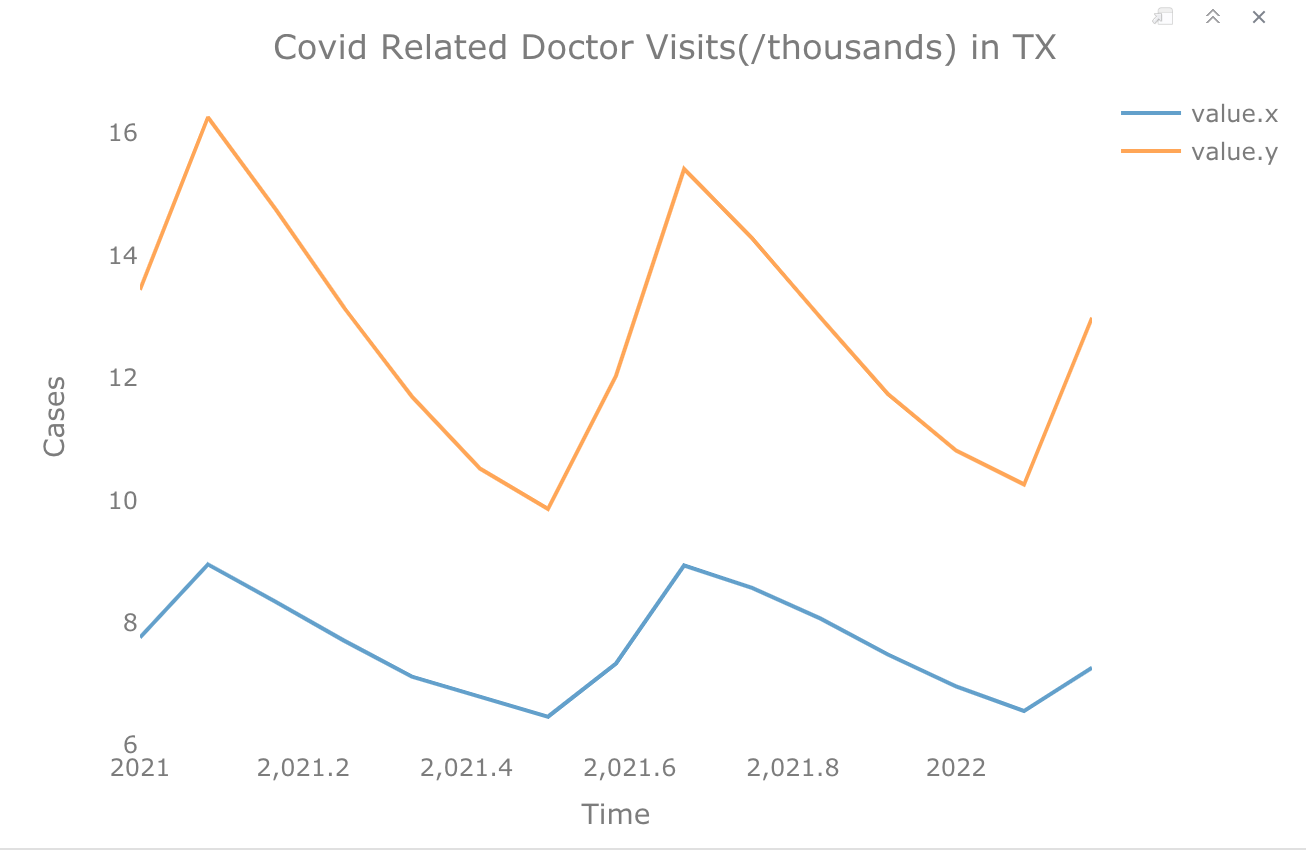 Covid Related Doctor Visits(/thousands) in TX
value.x
value.y
16
14
12
10
8
6
Cases
2021 2,021.2 2,021.4 2,021.6 2,021.8 2022
Time